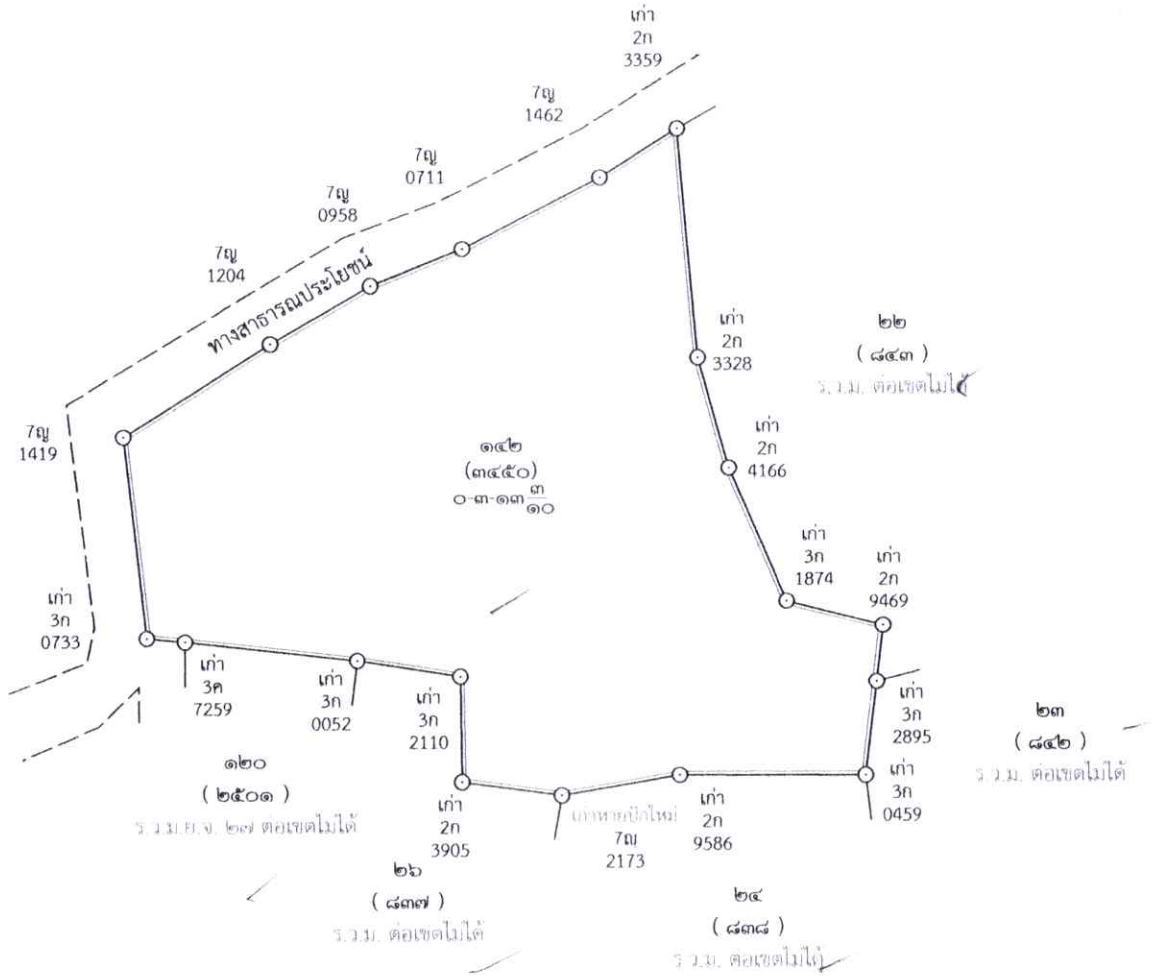 เก่า
2ก
3359
7ญ
1462
7ญ
0711
7ญ
0958
7ญ
1204
ทางสาธารณประโยชน์
7ญ
1419
เก่า
2ก
3328
๒๒
( ๘๔๓ )
ร.ว.ม. ต่อเขตไม่ได้
เก่า
2ก
4166
๑๔๒
(๓๔๕๐)
๐-๓-๑๓ ๓
๑๐
เก่า
3ก
1874
เก่า
2ก
9469
เก่า
3ก
0733
เก่า
3ค
7259
เก่า
3ก
0052
เก่า
3ก
2110
เก่า
3ก
2895
๒๓
( ๘๔๒ )
ร.ว.ม. ต่อเขตไม่ได้
๑๒๐
( ๒๕๐๑ )
ร.ว.ม.ย.จ. ๒๗ ต่อเขตไม่ได้
เก่า
2ก
3905
เก่าหายปักใหม่
7ญ
2173
เก่า
2ก
9586
เก่า
3ก
0459
๒๖
( ๘๓๗ )
ร.ว.ม. ต่อเขตไม่ได้
๒๔
( ๘๓๘ )
ร.ว.ม. ต่อเขตไม่ได้